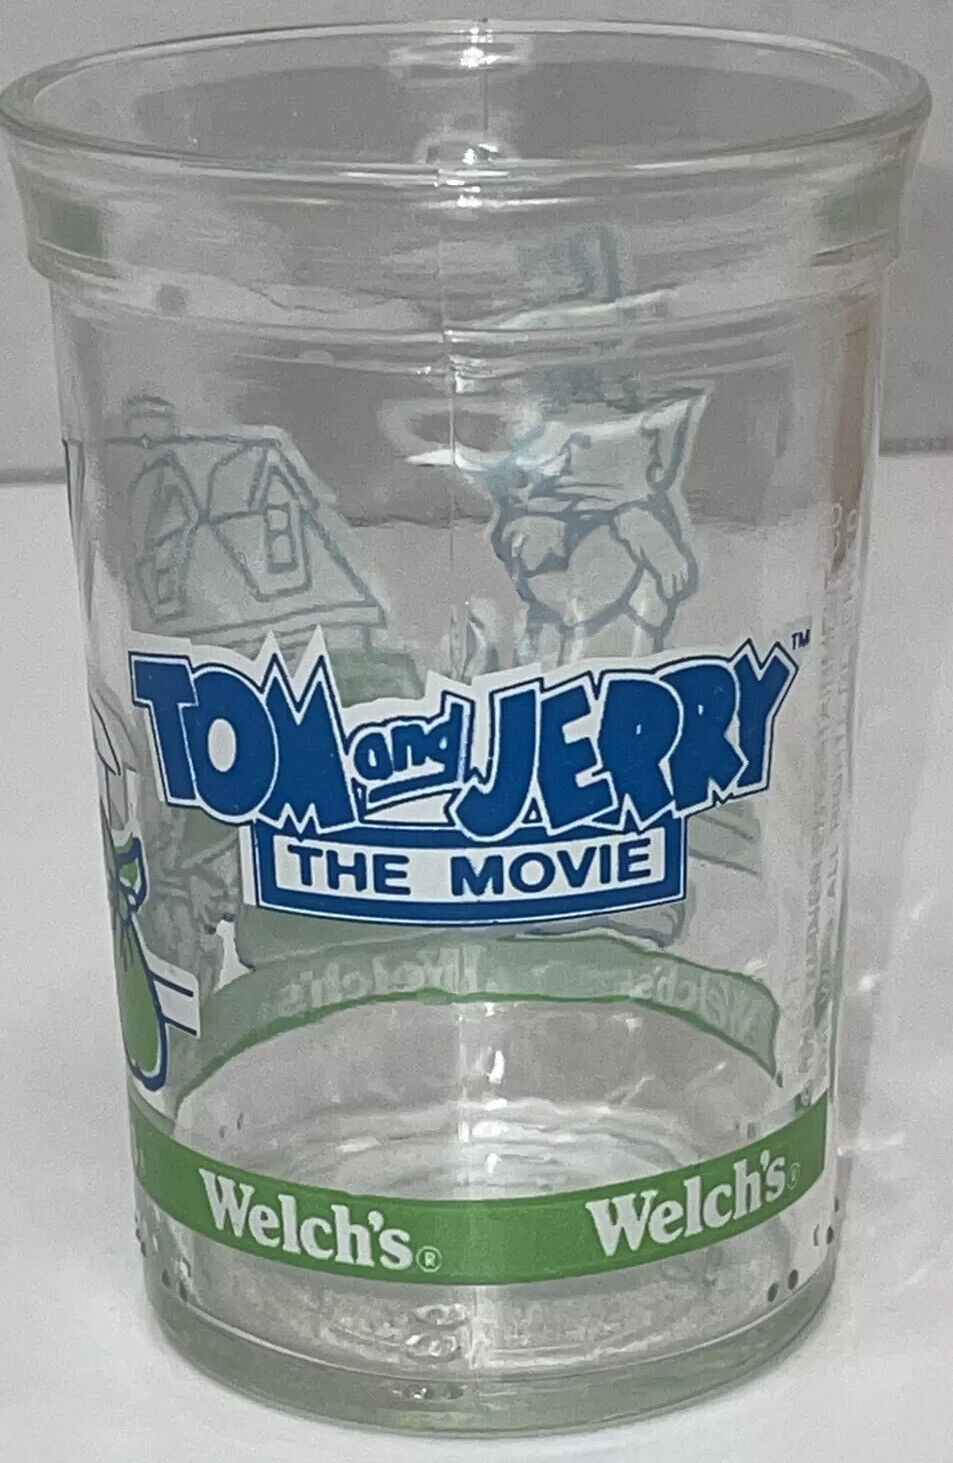 TOM and JERRY™
THE MOVIE
Welch's® Welch's®